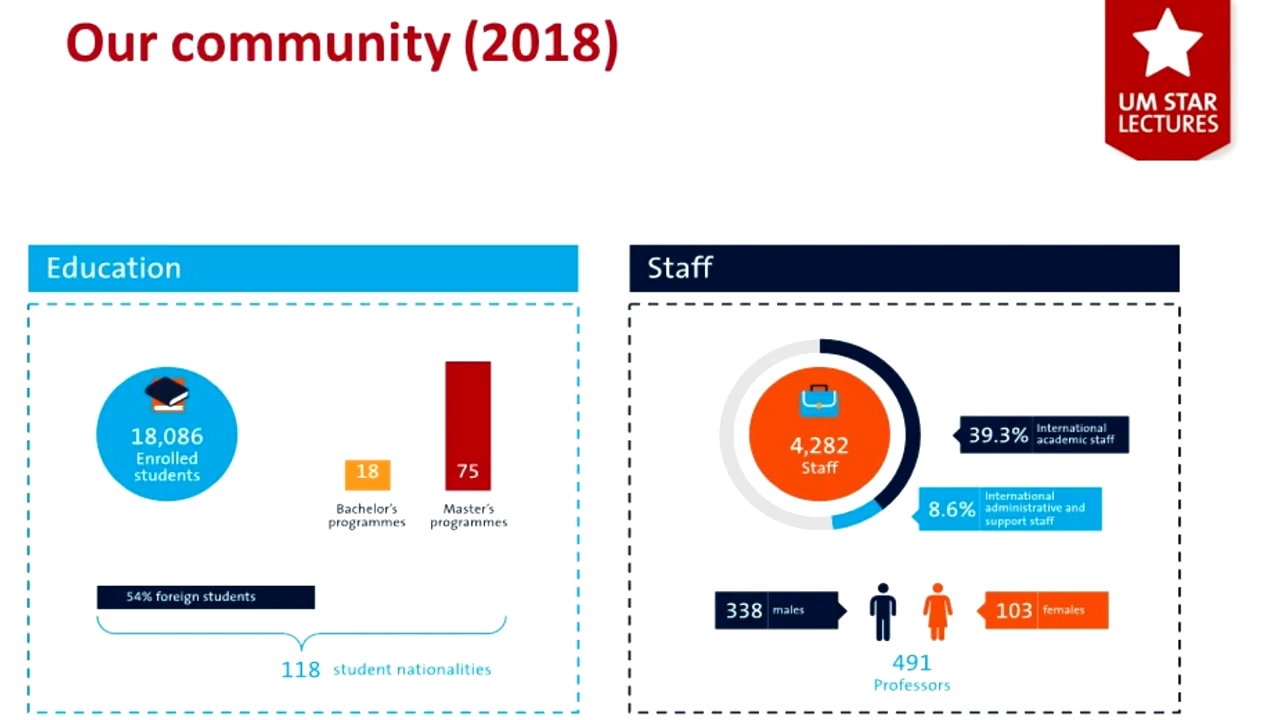 Our community (2018)
UM STAR
LECTURES
Education
18,086
Enrolled
students
18
Bachelor's
programmes
75
Master's
programmes
54% foreign students
118 student nationalities
Staff
4,282
Staff
39.3% International
academic staff
8.6% International
administrative and
support staff
338 males
103 females
491
Professors